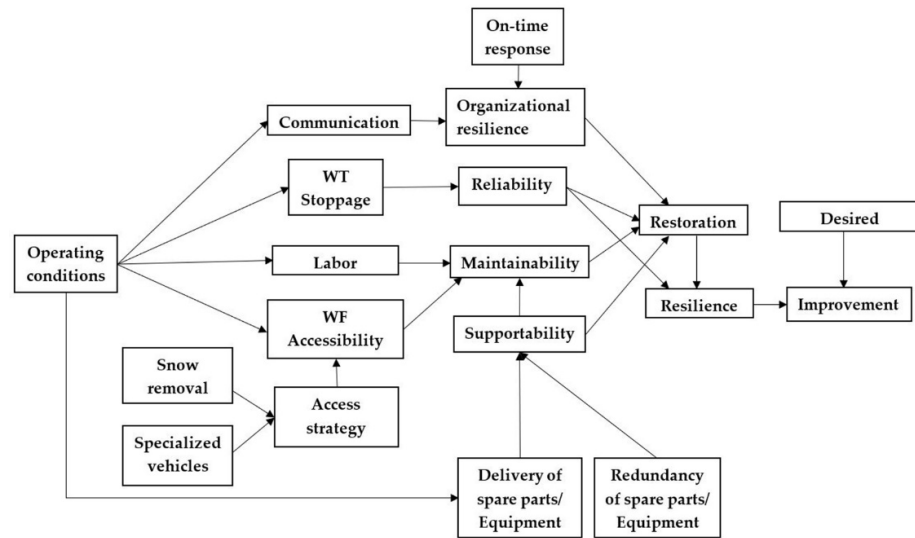 On-time
response
Communication
Organizational
resilience
WT
Stoppage
Reliability
Restoration
Desired
Operating
conditions
Labor
Maintainability
Resilience
Improvement
WF
Accessibility
Supportability
Snow
removal
Access
strategy
Specialized
vehicles
Delivery of
spare parts/
Equipment
Redundancy
of spare parts/
Equipment